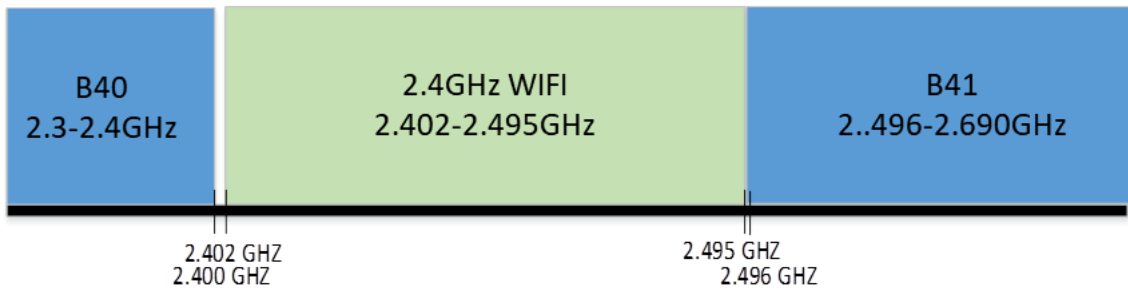 B40
2.3-2.4GHz
2.4GHz WIFI
2.402-2.495GHz
B41
2..496-2.690GHz
2.402 GHZ
2.400 GHZ
2.495 GHZ
2.496 GHZ